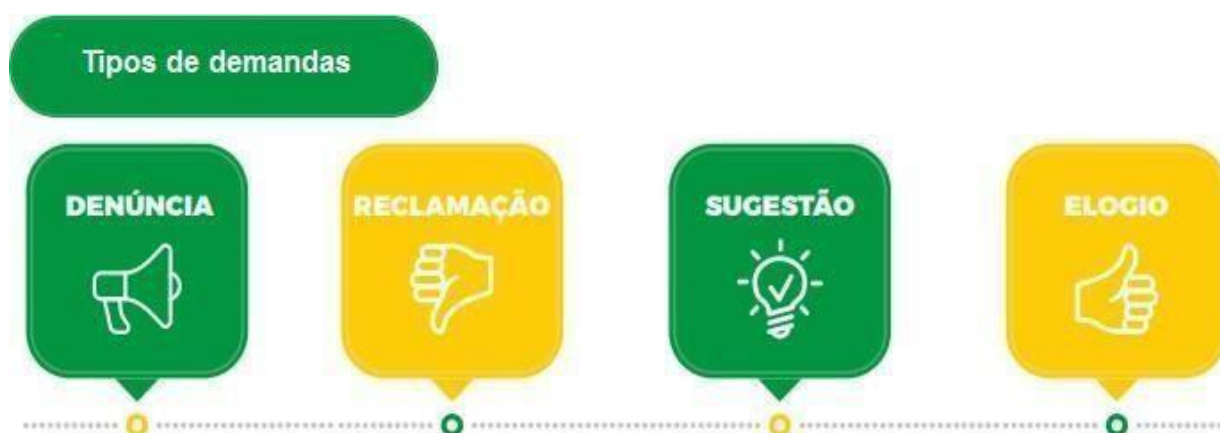 Tipos de demandas
DENÚNCIA
RECLAMAÇÃO
SUGESTÃO
ELOGIO